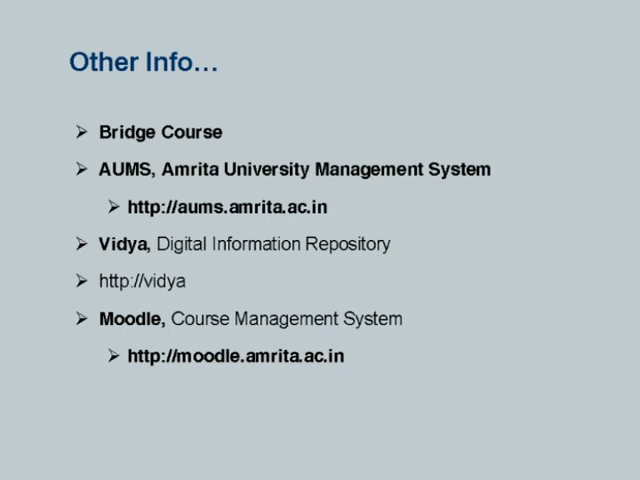 Other Info…
➢ Bridge Course
➢ AUMS, Amrita University Management System
➢ http://aums.amrita.ac.in
➢ Vidya, Digital Information Repository
➢ http://vidya
➢ Moodle, Course Management System
➢ http://moodle.amrita.ac.in